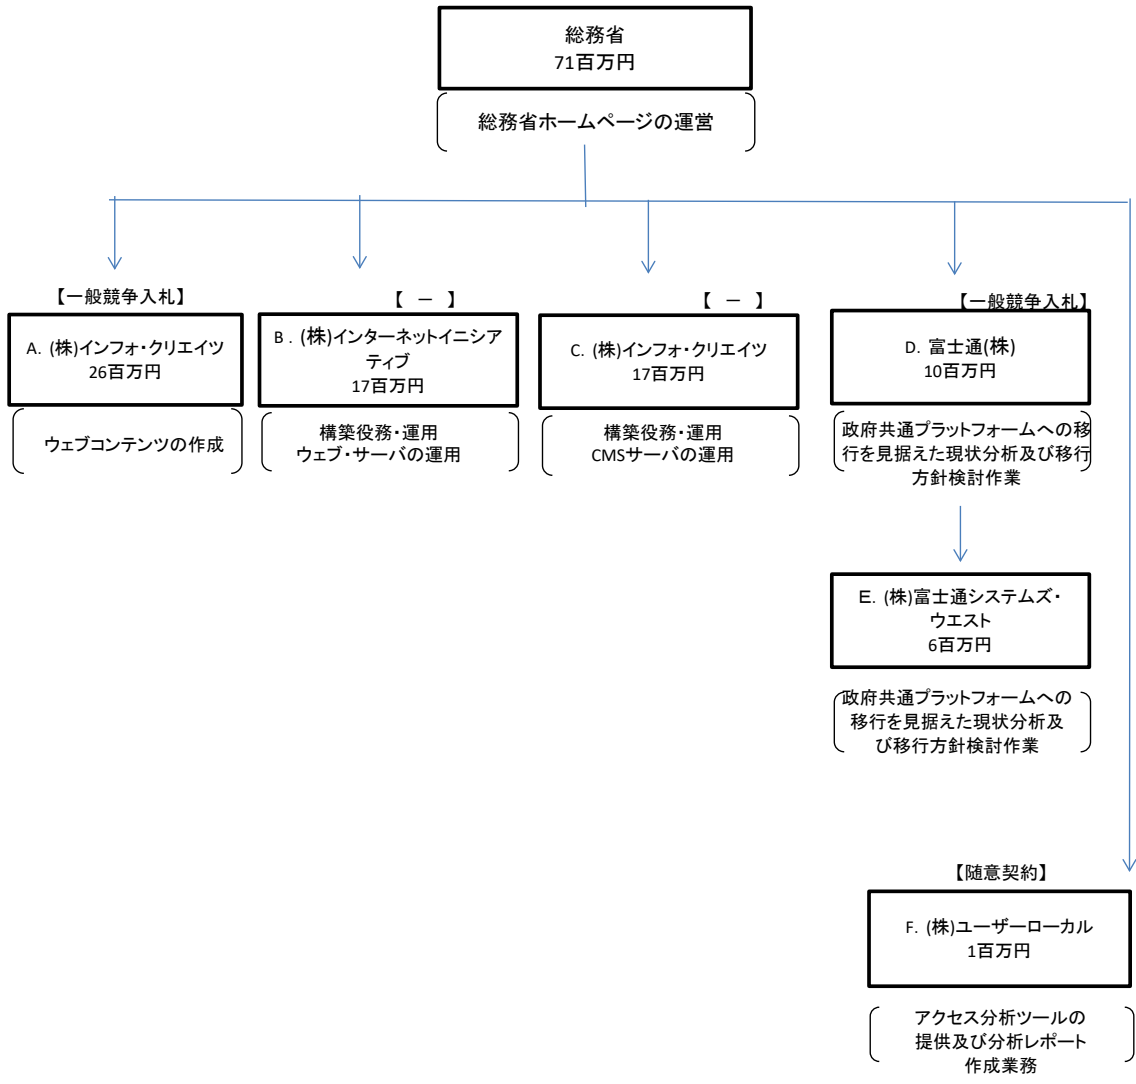 総務省
71百万円
総務省ホームページの運営
【一般競争入札】
A. (株)インフォ・クリエイツ
26百万円
ウェブコンテンツの作成
【 － 】
B . (株)インターネットイニシア
ティブ
17百万円
構築役務・運用
ウェブ・サーバの運用
【 － 】
C. (株)インフォ・クリエイツ
17百万円
構築役務・運用
CMSサーバの運用
【一般競争入札】
D. 富士通(株)
10百万円
政府共通プラットフォームへの移
行を見据えた現状分析及び移行
方針検討作業
E. (株)富士通システムズ・
ウエスト
6百万円
政府共通プラットフォームへの
移行を見据えた現状分析及
び移行方針検討作業
【随意契約】
F. (株)ユーザーローカル
1百万円
アクセス分析ツールの
提供及び分析レポート
作成業務